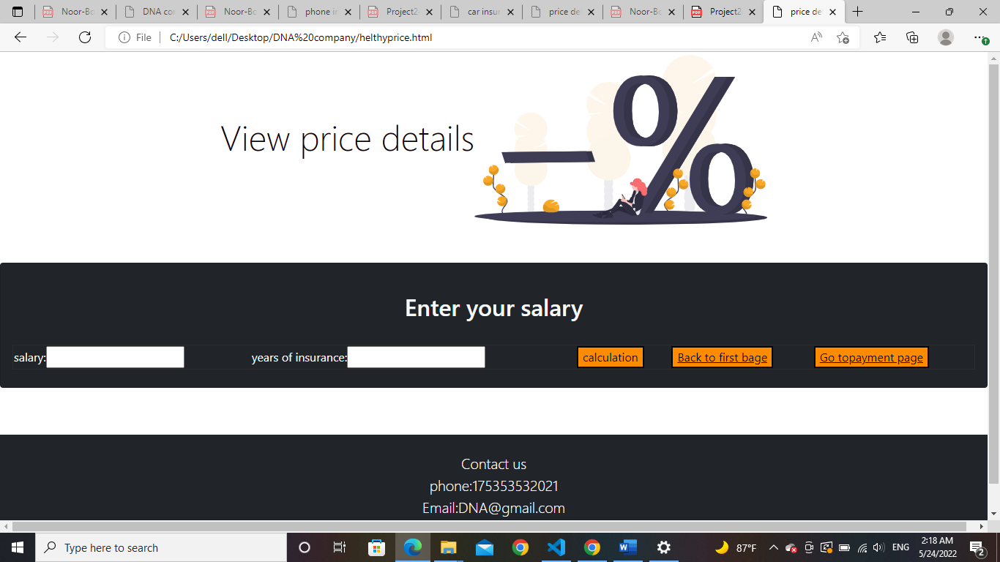 Noor-Bo
DNA co
Noor-Bo
phone i
Project2
car insu
price de
Noor-Bo
Project2
price de
File
C:/Users/dell/Desktop/DNA%20company/helthyprice.html
View price details
%
Enter your salary
salary: years of insurance: calculation Back to first bage Go topayment page
Contact us
phone:175353532021
Email:DNA@gmail.com
Type here to search
87°F
ENG
2:18 AM
5/24/2022
2